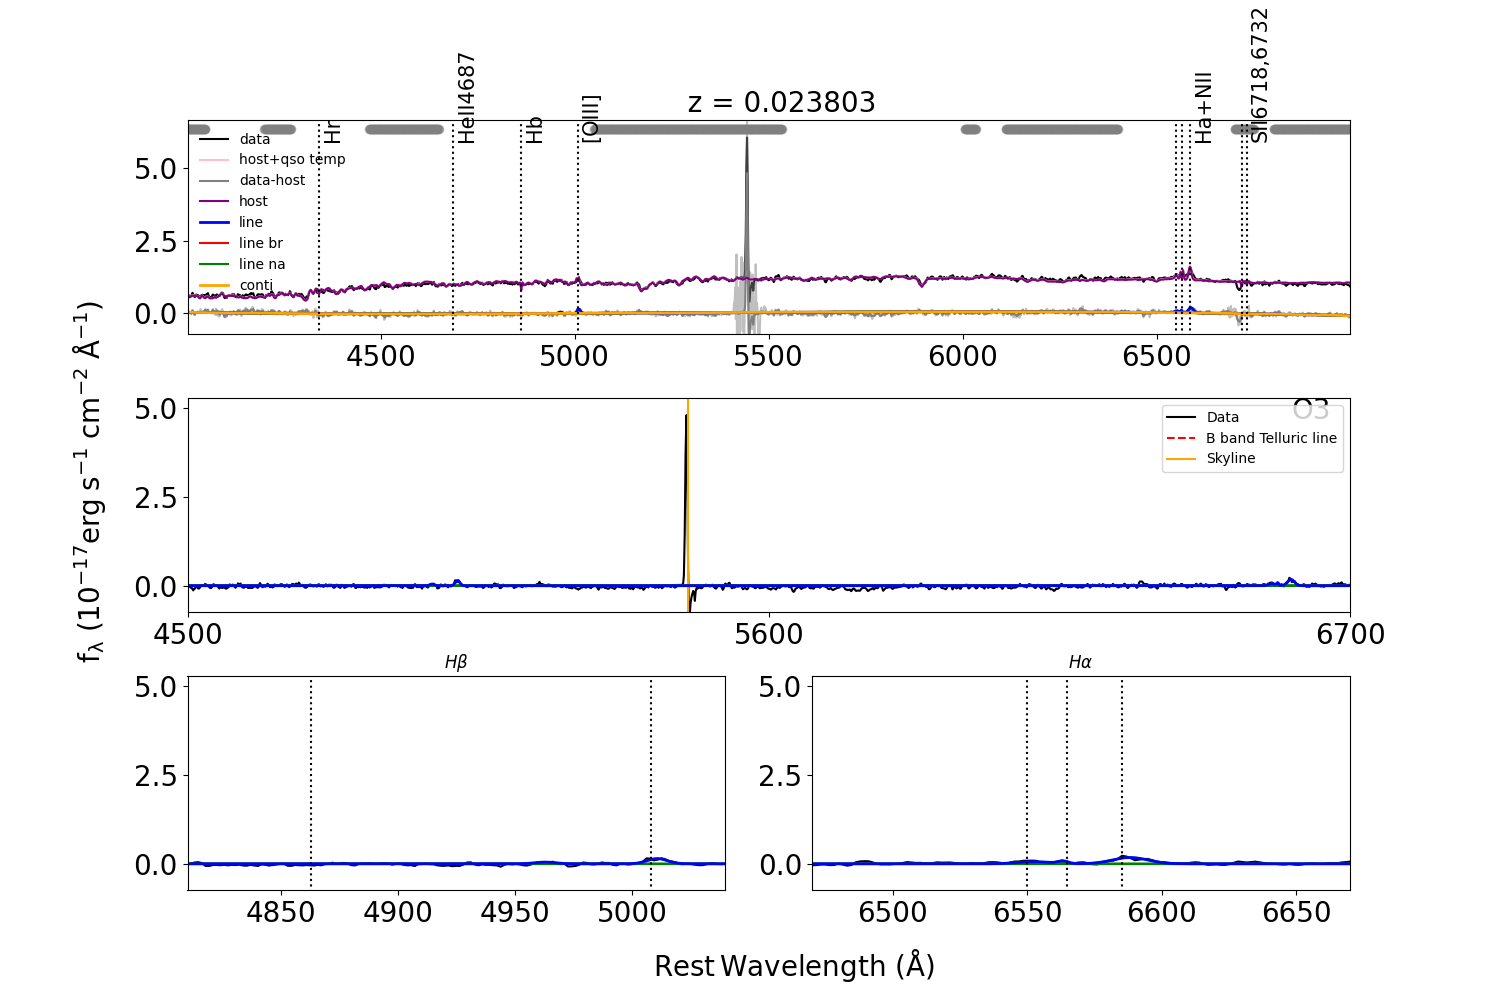 Hr
HeII4687
Hb
[OIII]
Ha+NII
SII6718,6732
z = 0.023803
data
host+qso temp
data-host
host
line
line br
line na
conti
5.0
2.5
0.0
4500 5000 5500 6000 6500
fλ (10⁻¹⁷erg s⁻¹ cm⁻² Å⁻¹)
O3
Data
B band Telluric line
Skyline
5.0
2.5
0.0
4500 5600 6700
Hβ
5.0
2.5
0.0
4850 4900 4950 5000
Hα
5.0
2.5
0.0
6500 6550 6600 6650
Rest Wavelength (Å)